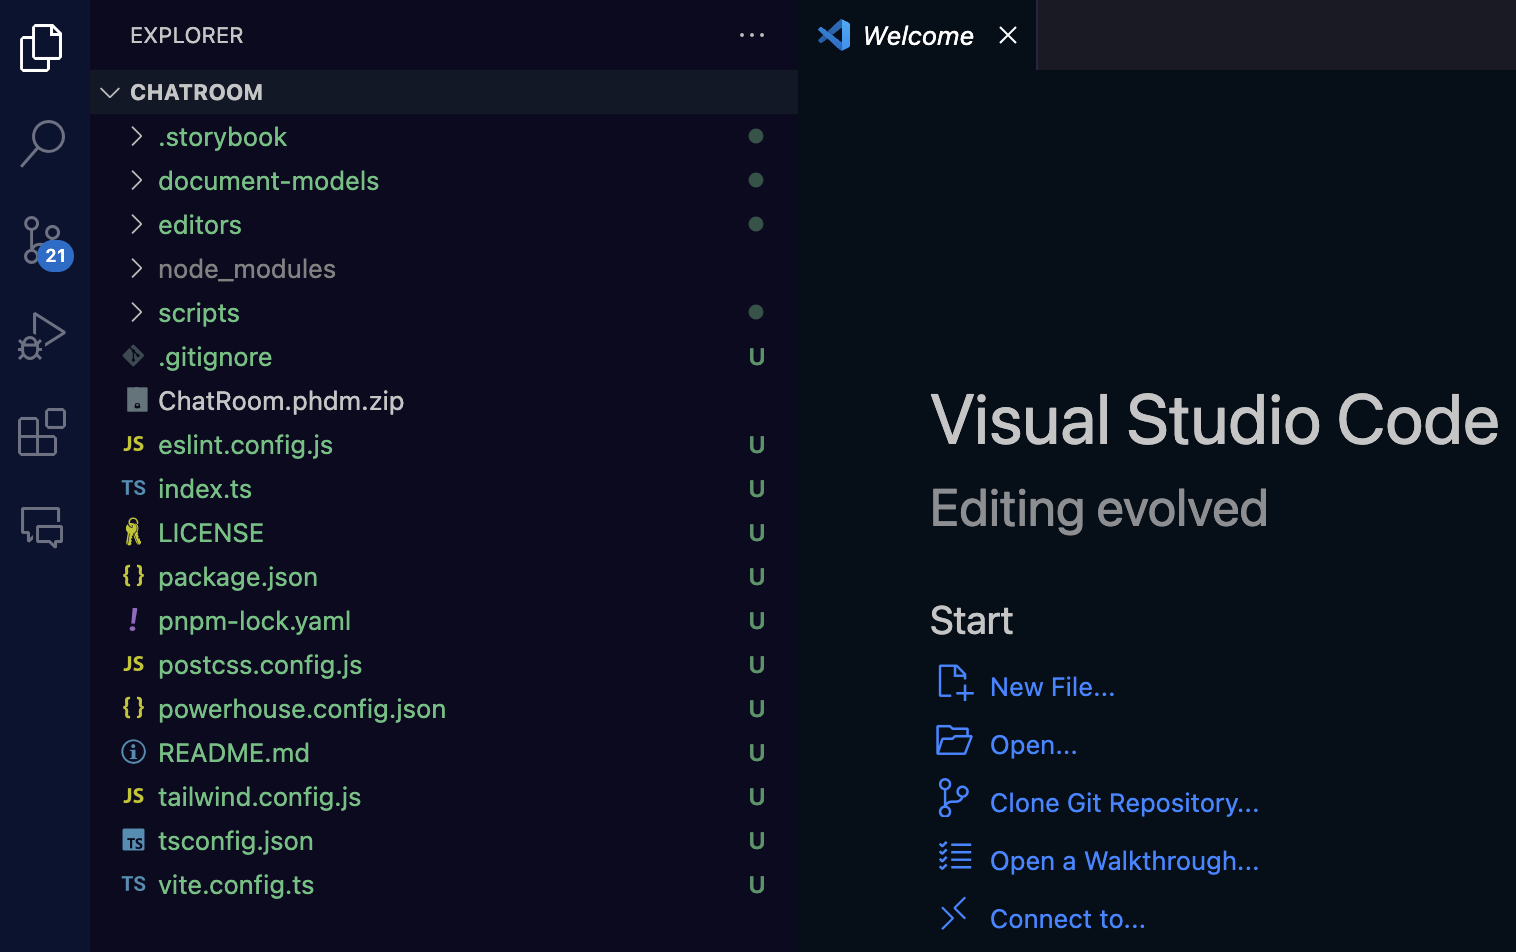 EXPLORER
CHATROOM
.storybook
document-models
editors
node_modules
scripts
.gitignore U
ChatRoom.phdm.zip
JS eslint.config.js U
TS index.ts U
LICENSE U
{} package.json U
! pnpm-lock.yaml U
JS postcss.config.js U
{} powerhouse.config.json U
README.md U
JS tailwind.config.js U
TS tsconfig.json U
TS vite.config.ts U
21
Welcome
Visual Studio Code
Editing evolved
Start
New File...
Open...
Clone Git Repository...
Open a Walkthrough...
Connect to...